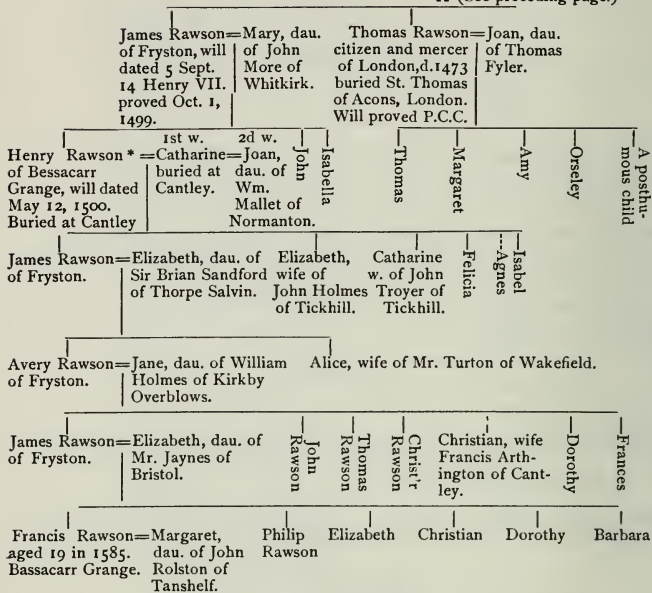 James Rawson=Mary, dau.
of Fryston, will of John
dated 5 Sept. More of
14 Henry VII. Whitkirk.
proved Oct. 1,
1499.
Thomas Rawson=Joan, dau.
citizen and mercer of Thomas
of London, d. 1473 Fyler.
buried St. Thomas
of Acons, London.
Will proved P.C.C.
1st w. 2d w.
Henry Rawson * =Catharine=Joan,
of Bessacarr buried at dau. of
Grange, will dated Cantley. Wm.
May 12, 1500. Mallet of
Buried at Cantley Normanton.
John
Isabella
Thomas
Margaret
Amy
Orseley
A posthu-
mous child
James Rawson=Elizabeth, dau. of
of Fryston. Sir Brian Sandford
of Thorpe Salvin.
Elizabeth,
wife of
John Holmes
of Tickhill.
Catharine
w. of John
Troyer of
Tickhill.
Felicia
Agnes
Isabel
Avery Rawson=Jane, dau. of William
of Fryston. Holmes of Kirkby
Overblows.
Alice, wife of Mr. Turton of Wakefield.
James Rawson=Elizabeth, dau. of
of Fryston. Mr. Jaynes of
Bristol.
John
Rawson
Thomas
Rawson
Christ'r
Rawson
Christian, wife
Francis Arth-
ington of Cant-
ley.
Dorothy
Frances
Francis Rawson=Margaret,
aged 19 in 1585. dau. of John
Bassacarr Grange. Rolston of
Tanshelf.
Philip
Rawson
Elizabeth
Christian
Dorothy
Barbara